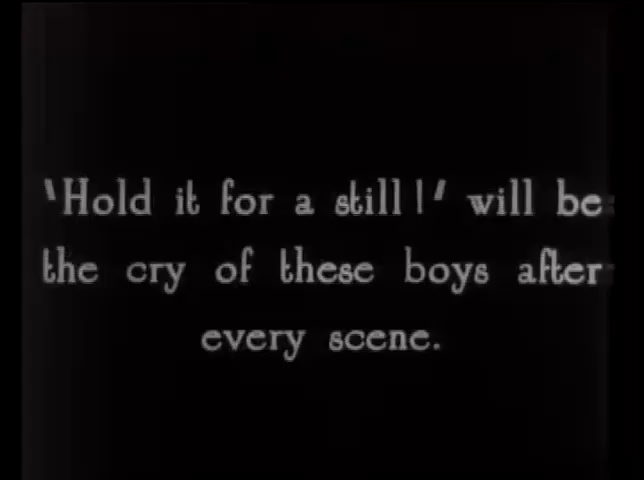 'Hold it for a still!' will be
the cry of these boys after
every scene.